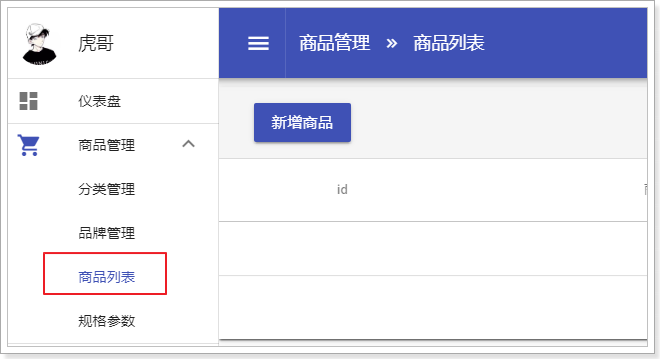 虎哥
仪表盘
商品管理
分类管理
品牌管理
商品列表
规格参数
商品管理 » 商品列表
新增商品
id